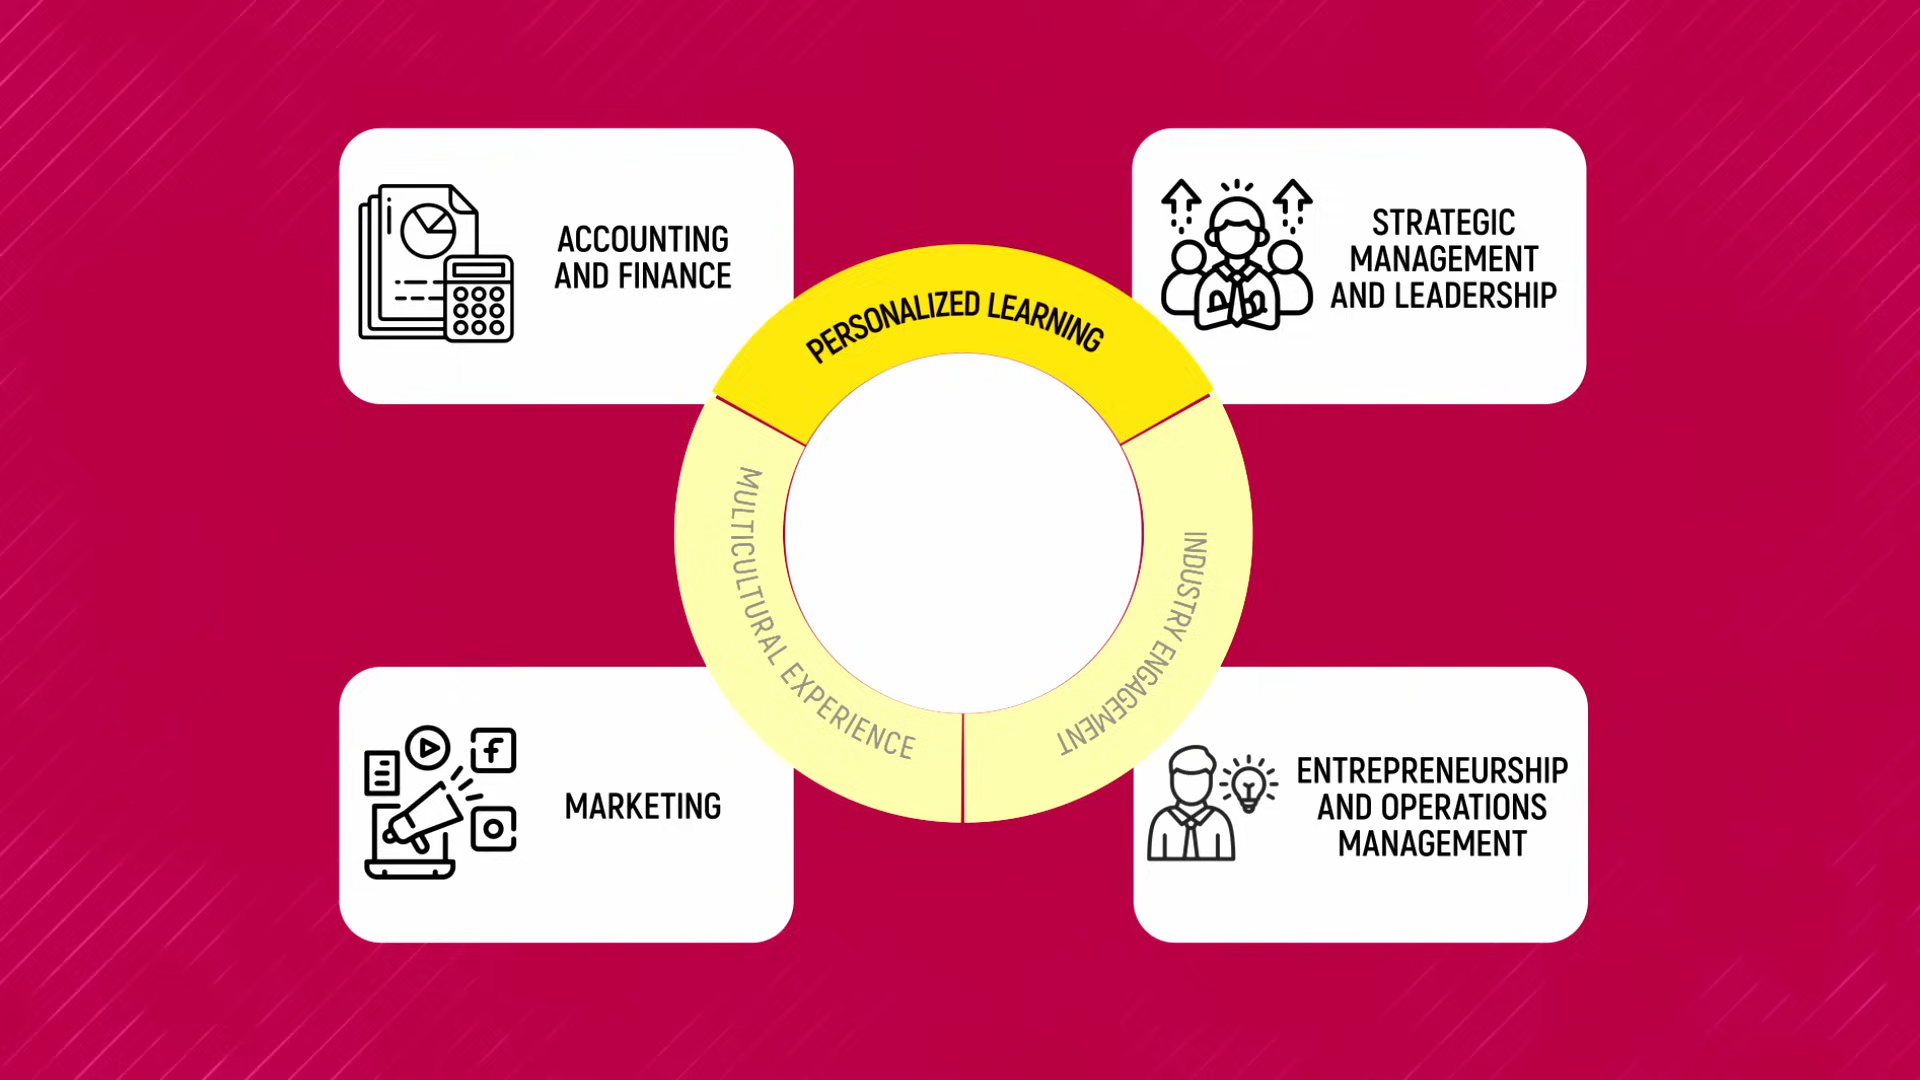 ACCOUNTING
AND FINANCE
STRATEGIC
MANAGEMENT
AND LEADERSHIP
PERSONALIZED LEARNING
MULTICULTURAL EXPERIENCE
INDUSTRY ENGAGEMENT
MARKETING
ENTREPRENEURSHIP
AND OPERATIONS
MANAGEMENT